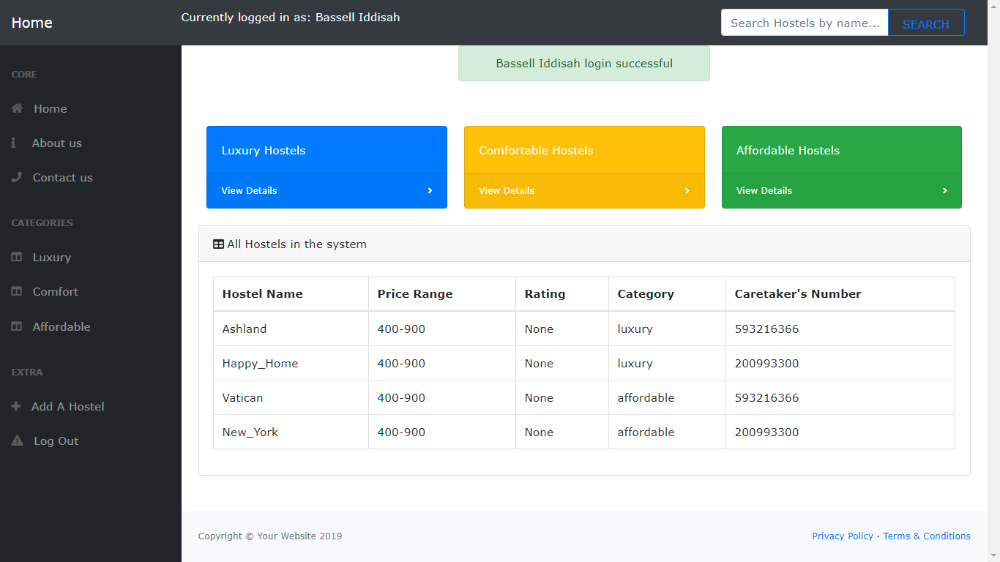 Home
Currently logged in as: Bassell Iddisah
Search Hostels by name... SEARCH
CORE
Home
About us
Contact us
CATEGORIES
Luxury
Comfort
Affordable
EXTRA
Add A Hostel
Log Out
Bassell Iddisah login successful
Luxury Hostels
View Details
Comfortable Hostels
View Details
Affordable Hostels
View Details
All Hostels in the system
Hostel Name Price Range Rating Category Caretaker's Number
Ashland 400-900 None luxury 593216366
Happy_Home 400-900 None luxury 200993300
Vatican 400-900 None affordable 593216366
New_York 400-900 None affordable 200993300
Copyright © Your Website 2019
Privacy Policy · Terms & Conditions